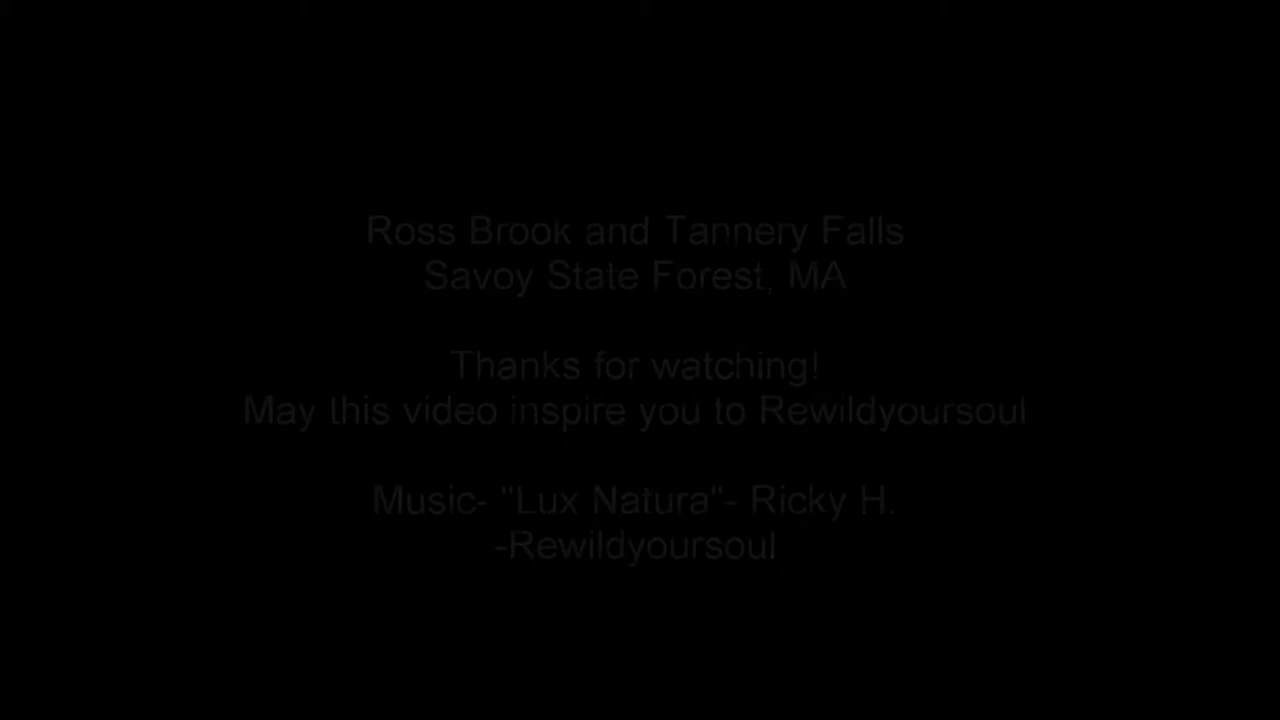 Ross Brook and Tannery Falls
Savoy State Forest, MA
Thanks for watching!
May this video inspire you to Rewildyoursoul
Music- "Lux Natura"- Ricky H.
-Rewildyoursoul